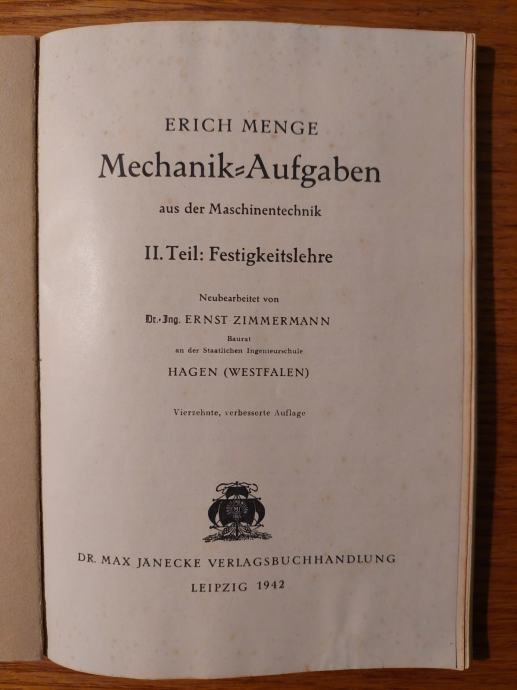 ERICH MENGE
Mechanik=Aufgaben
aus der Maschinentechnik
II. Teil: Festigkeitslehre
Neubearbeitet von
Dr.-Ing. ERNST ZIMMERMANN
Baurat
an der Staatlichen Ingenieurschule
HAGEN (WESTFALEN)
Vierzehnte, verbesserte Auflage
DR. MAX JÄNECKE VERLAGSBUCHHANDLUNG
LEIPZIG 1942